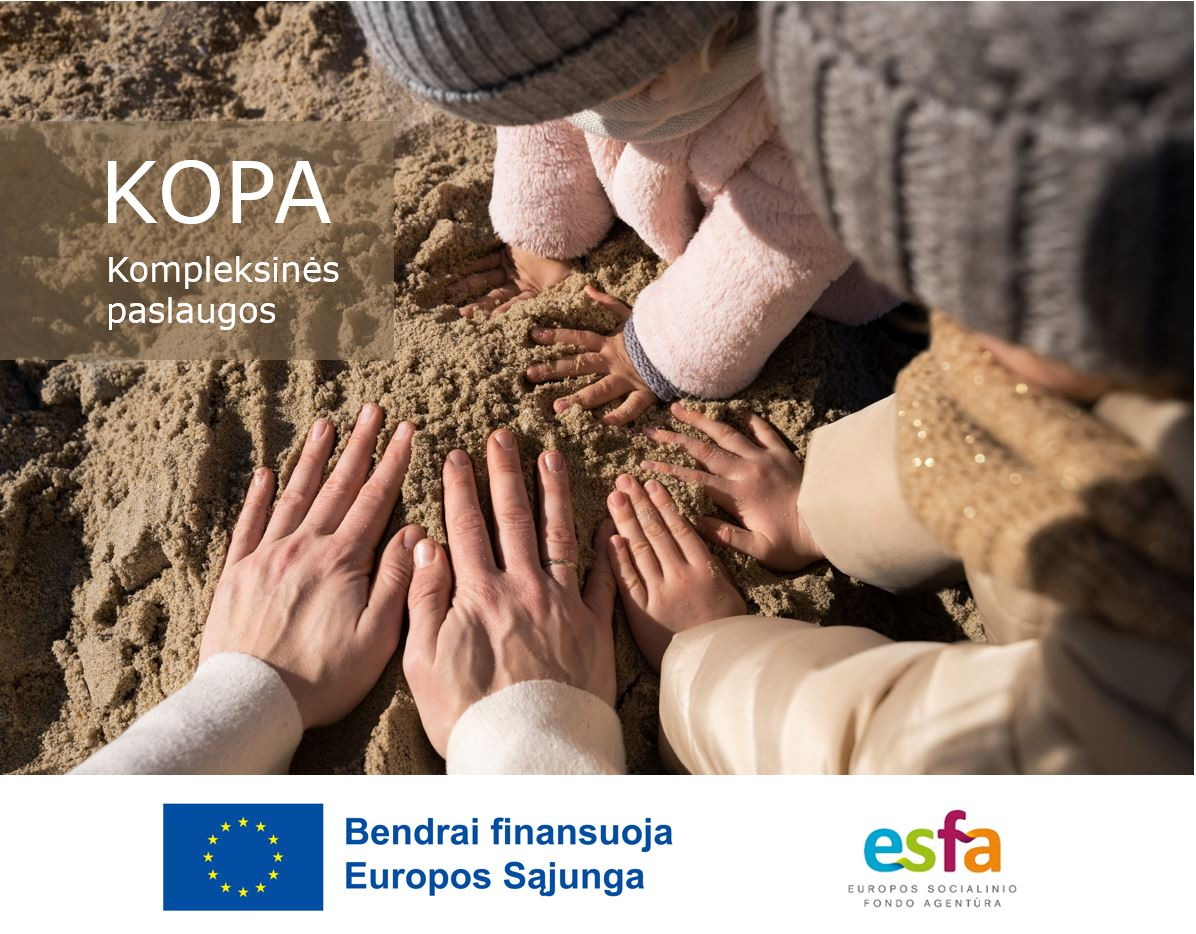 KOPA
Kompleksinės
paslaugos
Bendrai finansuoja
Europos Sąjunga
esfa
EUROPOS SOCIALINIO
FONDO AGENTŪRA